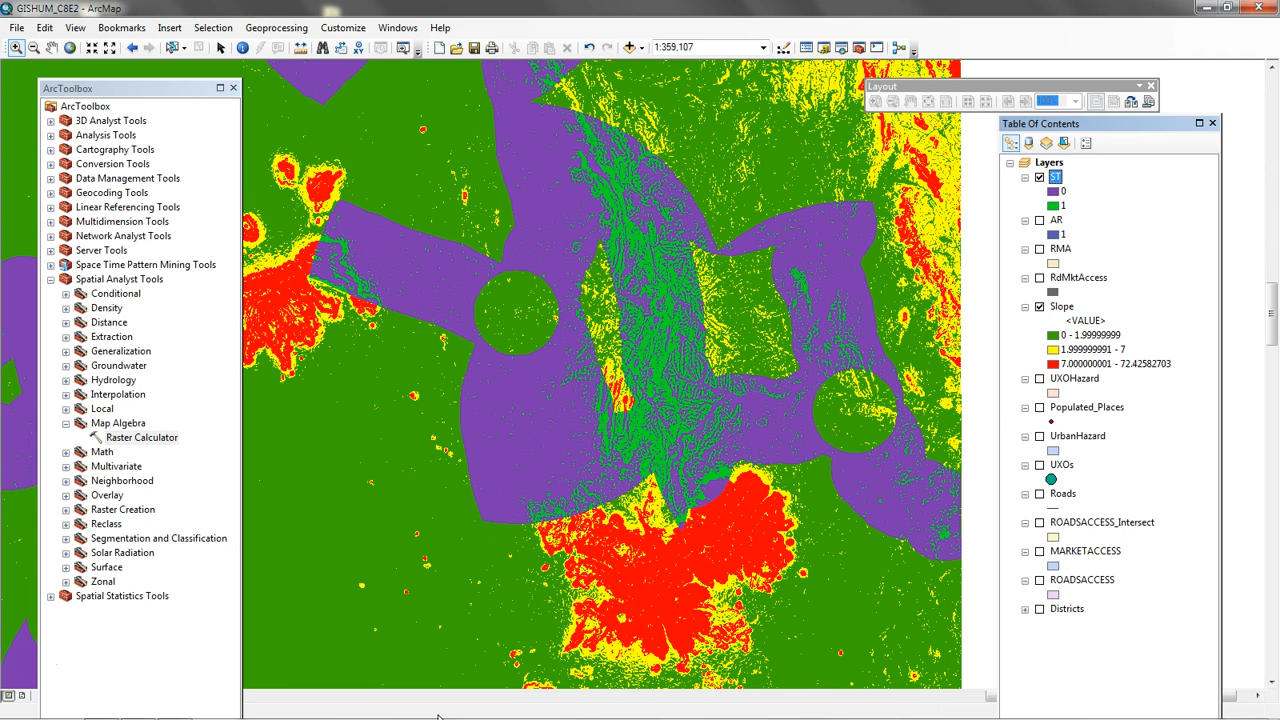 GISHUM_C8E2 - ArcMap
File Edit View Bookmarks Insert Selection Geoprocessing Customize Windows Help
1:359,107
ArcToolbox
ArcToolbox
3D Analyst Tools
Analysis Tools
Cartography Tools
Conversion Tools
Data Management Tools
Geocoding Tools
Linear Referencing Tools
Multidimension Tools
Network Analyst Tools
Server Tools
Space Time Pattern Mining Tools
Spatial Analyst Tools
Conditional
Density
Distance
Extraction
Generalization
Groundwater
Hydrology
Interpolation
Local
Map Algebra
Raster Calculator
Math
Multivariate
Neighborhood
Overlay
Raster Creation
Reclass
Segmentation and Classification
Solar Radiation
Surface
Zonal
Spatial Statistics Tools
Layout
Table Of Contents
Layers
ST
0
1
AR
1
RMA
RdMktAccess
Slope
<VALUE>
0 - 1.99999999
1.999999991 - 7
7.000000001 - 72.42582703
UXOHazard
Populated_Places
UrbanHazard
UXOs
Roads
ROADSACCESS_Intersect
MARKETACCESS
ROADSACCESS
Districts